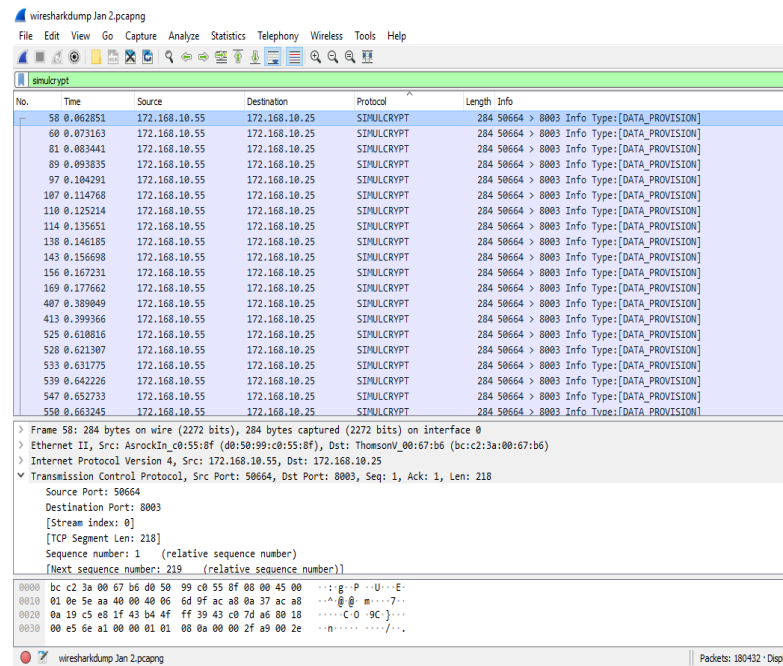 wiresharkdump Jan 2.pcapng
File Edit View Go Capture Analyze Statistics Telephony Wireless Tools Help
simulcrypt
No. Time Source Destination Protocol Length Info
58 0.062851 172.168.10.55 172.168.10.25 SIMULCRYPT 284 50664 > 8003 Info Type:[DATA_PROVISION]
60 0.073163 172.168.10.55 172.168.10.25 SIMULCRYPT 284 50664 > 8003 Info Type:[DATA_PROVISION]
81 0.083441 172.168.10.55 172.168.10.25 SIMULCRYPT 284 50664 > 8003 Info Type:[DATA_PROVISION]
89 0.093835 172.168.10.55 172.168.10.25 SIMULCRYPT 284 50664 > 8003 Info Type:[DATA_PROVISION]
97 0.104291 172.168.10.55 172.168.10.25 SIMULCRYPT 284 50664 > 8003 Info Type:[DATA_PROVISION]
107 0.114768 172.168.10.55 172.168.10.25 SIMULCRYPT 284 50664 > 8003 Info Type:[DATA_PROVISION]
110 0.125214 172.168.10.55 172.168.10.25 SIMULCRYPT 284 50664 > 8003 Info Type:[DATA_PROVISION]
114 0.135651 172.168.10.55 172.168.10.25 SIMULCRYPT 284 50664 > 8003 Info Type:[DATA_PROVISION]
138 0.146185 172.168.10.55 172.168.10.25 SIMULCRYPT 284 50664 > 8003 Info Type:[DATA_PROVISION]
143 0.156698 172.168.10.55 172.168.10.25 SIMULCRYPT 284 50664 > 8003 Info Type:[DATA_PROVISION]
156 0.167231 172.168.10.55 172.168.10.25 SIMULCRYPT 284 50664 > 8003 Info Type:[DATA_PROVISION]
169 0.177662 172.168.10.55 172.168.10.25 SIMULCRYPT 284 50664 > 8003 Info Type:[DATA_PROVISION]
407 0.389049 172.168.10.55 172.168.10.25 SIMULCRYPT 284 50664 > 8003 Info Type:[DATA_PROVISION]
413 0.399366 172.168.10.55 172.168.10.25 SIMULCRYPT 284 50664 > 8003 Info Type:[DATA_PROVISION]
525 0.610816 172.168.10.55 172.168.10.25 SIMULCRYPT 284 50664 > 8003 Info Type:[DATA_PROVISION]
528 0.621307 172.168.10.55 172.168.10.25 SIMULCRYPT 284 50664 > 8003 Info Type:[DATA_PROVISION]
533 0.631775 172.168.10.55 172.168.10.25 SIMULCRYPT 284 50664 > 8003 Info Type:[DATA_PROVISION]
539 0.642226 172.168.10.55 172.168.10.25 SIMULCRYPT 284 50664 > 8003 Info Type:[DATA_PROVISION]
547 0.652733 172.168.10.55 172.168.10.25 SIMULCRYPT 284 50664 > 8003 Info Type:[DATA_PROVISION]
550 0.663245 172.168.10.55 172.168.10.25 SIMULCRYPT 284 50664 > 8003 Info Type:[DATA_PROVISION]
> Frame 58: 284 bytes on wire (2272 bits), 284 bytes captured (2272 bits) on interface 0
> Ethernet II, Src: AsrockIn_c0:55:8f (d0:50:99:c0:55:8f), Dst: ThomsonV_00:67:b6 (bc:c2:3a:00:67:b6)
> Internet Protocol Version 4, Src: 172.168.10.55, Dst: 172.168.10.25
Transmission Control Protocol, Src Port: 50664, Dst Port: 8003, Seq: 1, Ack: 1, Len: 218
Source Port: 50664
Destination Port: 8003
[Stream index: 0]
[TCP Segment Len: 218]
Sequence number: 1 (relative sequence number)
[Next sequence number: 219 (relative sequence number)]
0000 bc c2 3a 00 67 b6 d0 50 99 c0 55 8f 08 00 45 00 ··:·g··P ··U···E·
0010 01 0e 5e aa 40 00 40 06 6d 9f ac a8 0a 37 ac a8 ··^·@·@· m····7··
0020 0a 19 c5 e8 1f 43 b4 4f ff 39 43 c0 7d a6 80 18 ·····C·O ·9C·}···
0030 00 e5 6e a1 00 00 01 01 08 0a 00 00 2f a9 00 2e ··n····· ····/··.
wiresharkdump Jan 2.pcapng
Packets: 180432 · Disp